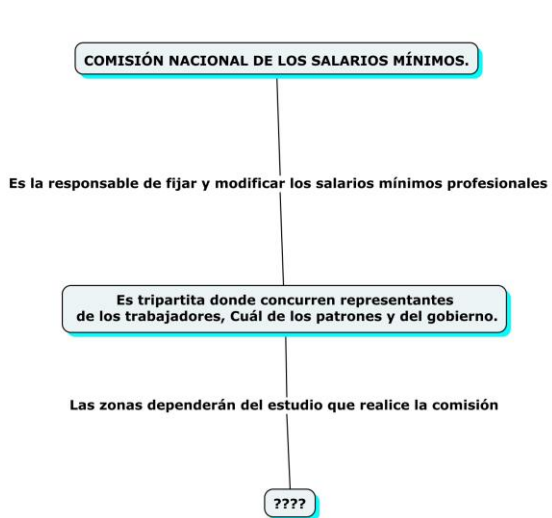 COMISIÓN NACIONAL DE LOS SALARIOS MÍNIMOS.
Es la responsable de fijar y modificar los salarios mínimos profesionales
Es tripartita donde concurren representantes
de los trabajadores, Cuál de los patrones y del gobierno.
Las zonas dependerán del estudio que realice la comisión
????